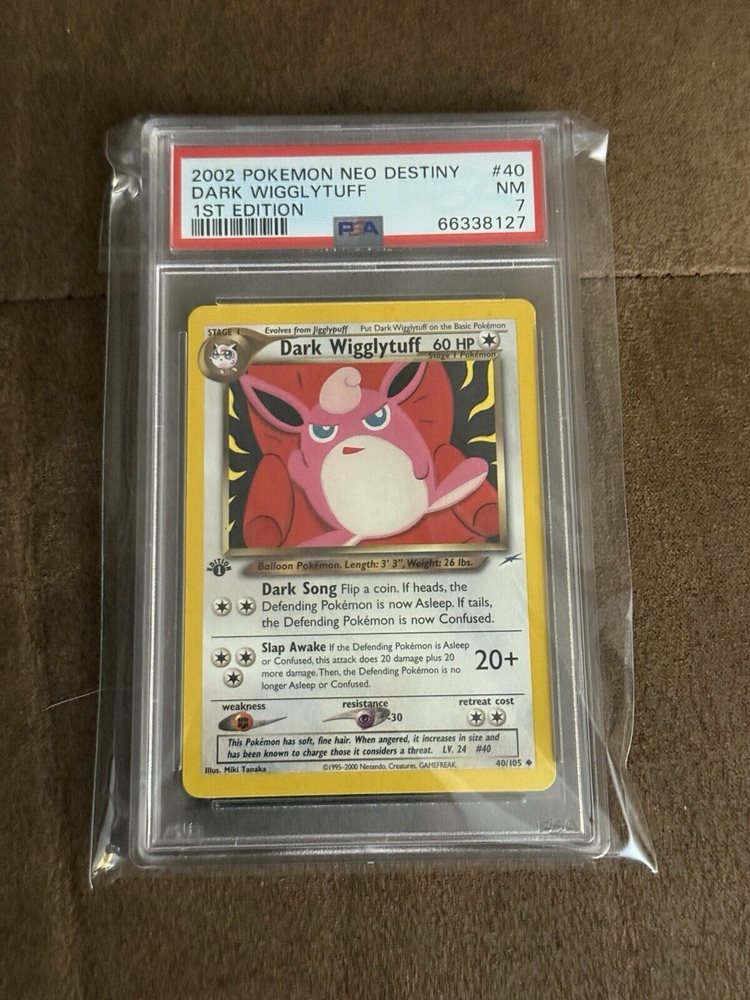 2002 POKEMON NEO DESTINY #40
DARK WIGGLYTUFF NM
1ST EDITION 7
PSA 66338127
STAGE 1 Evolves from Jigglypuff Put Dark Wigglytuff on the Basic Pokémon
Dark Wigglytuff 60 HP
Stage 1 Pokémon
EDITION
1
Balloon Pokémon. Length: 3' 3", Weight: 26 lbs.
Dark Song Flip a coin. If heads, the
Defending Pokémon is now Asleep. If tails,
the Defending Pokémon is now Confused.
Slap Awake If the Defending Pokémon is Asleep
or Confused, this attack does 20 damage plus 20
more damage. Then, the Defending Pokémon is no
longer Asleep or Confused.
20+
weakness resistance retreat cost
-30
This Pokémon has soft, fine hair. When angered, it increases in size and
has been known to charge those it considers a threat. LV. 24 #40
Illus. Miki Tanaka ©1995-2000 Nintendo, Creatures, GAMEFREAK. 40/105